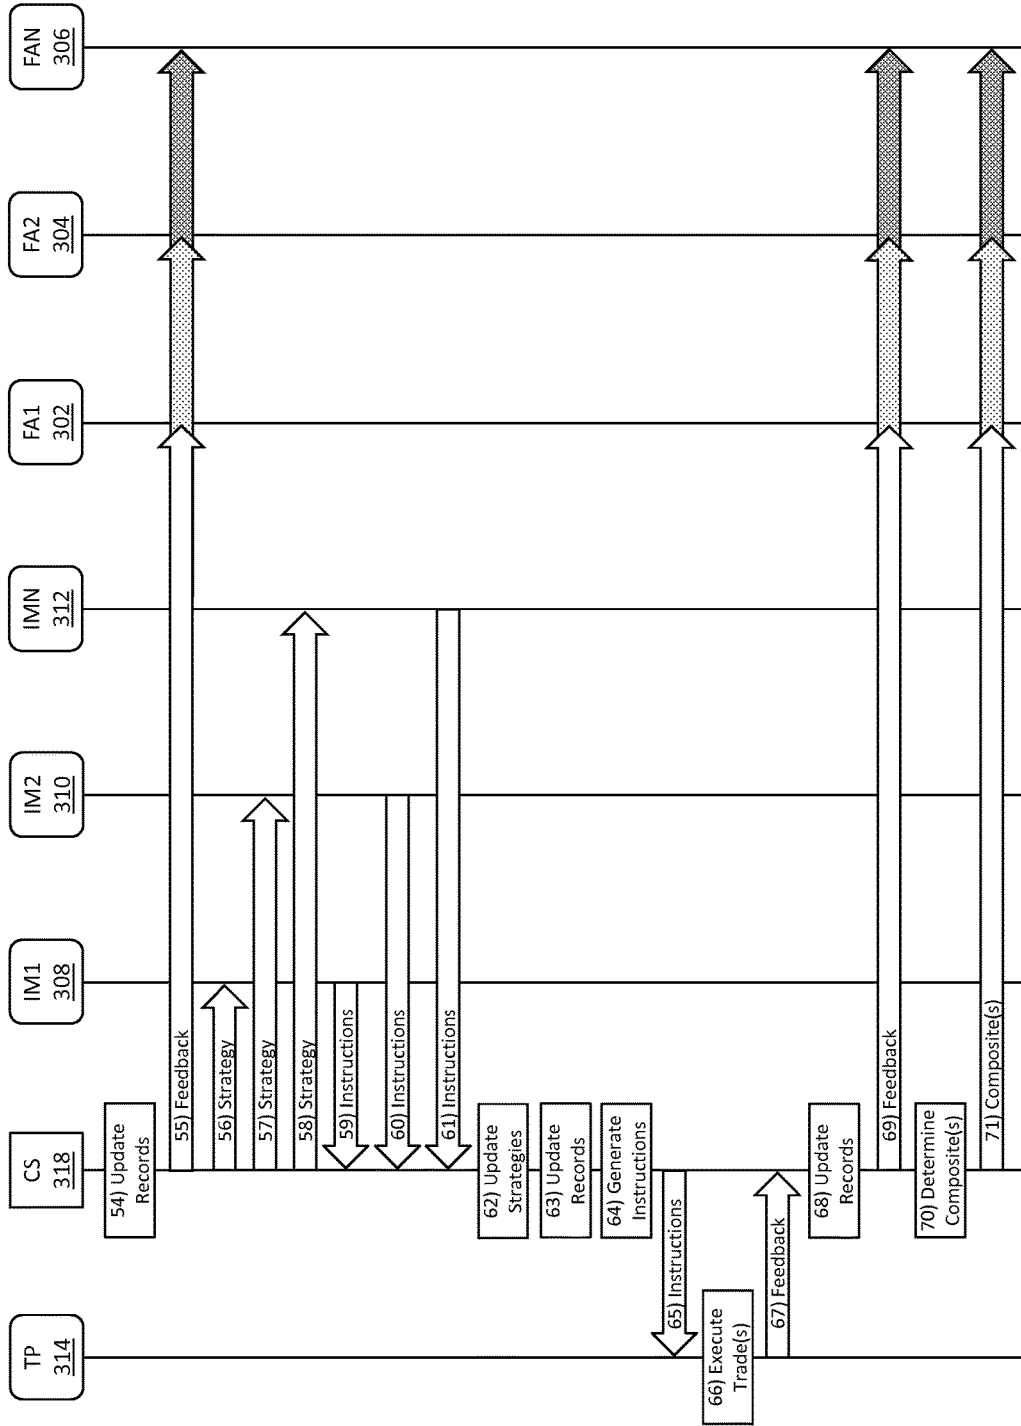 TP
314
CS
318
IM1
308
IM2
310
IMN
312
FA1
302
FA2
304
FAN
306
54) Update
Records
55) Feedback
56) Strategy
57) Strategy
58) Strategy
59) Instructions
60) Instructions
61) Instructions
62) Update
Strategies
63) Update
Records
64) Generate
Instructions
65) Instructions
66) Execute
Trade(s)
67) Feedback
68) Update
Records
69) Feedback
70) Determine
Composite(s)
71) Composite(s)